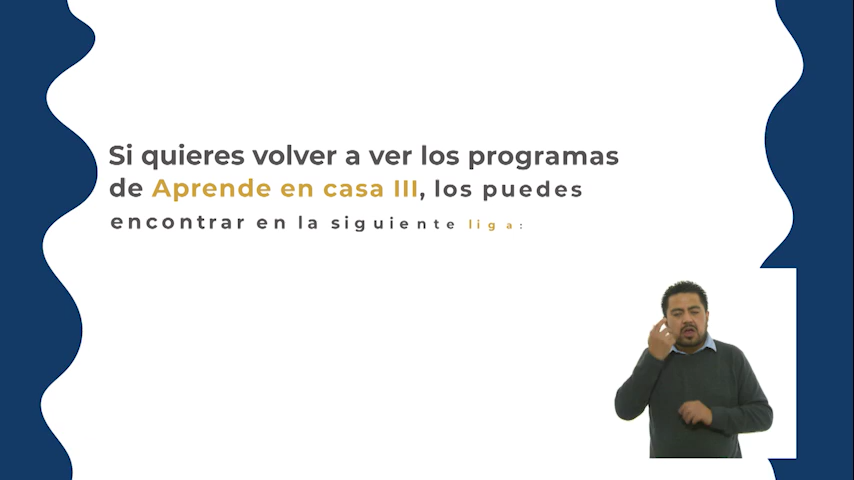 Si quieres volver a ver los programas
de Aprende en casa III, los puedes
encontrar en la siguiente liga: